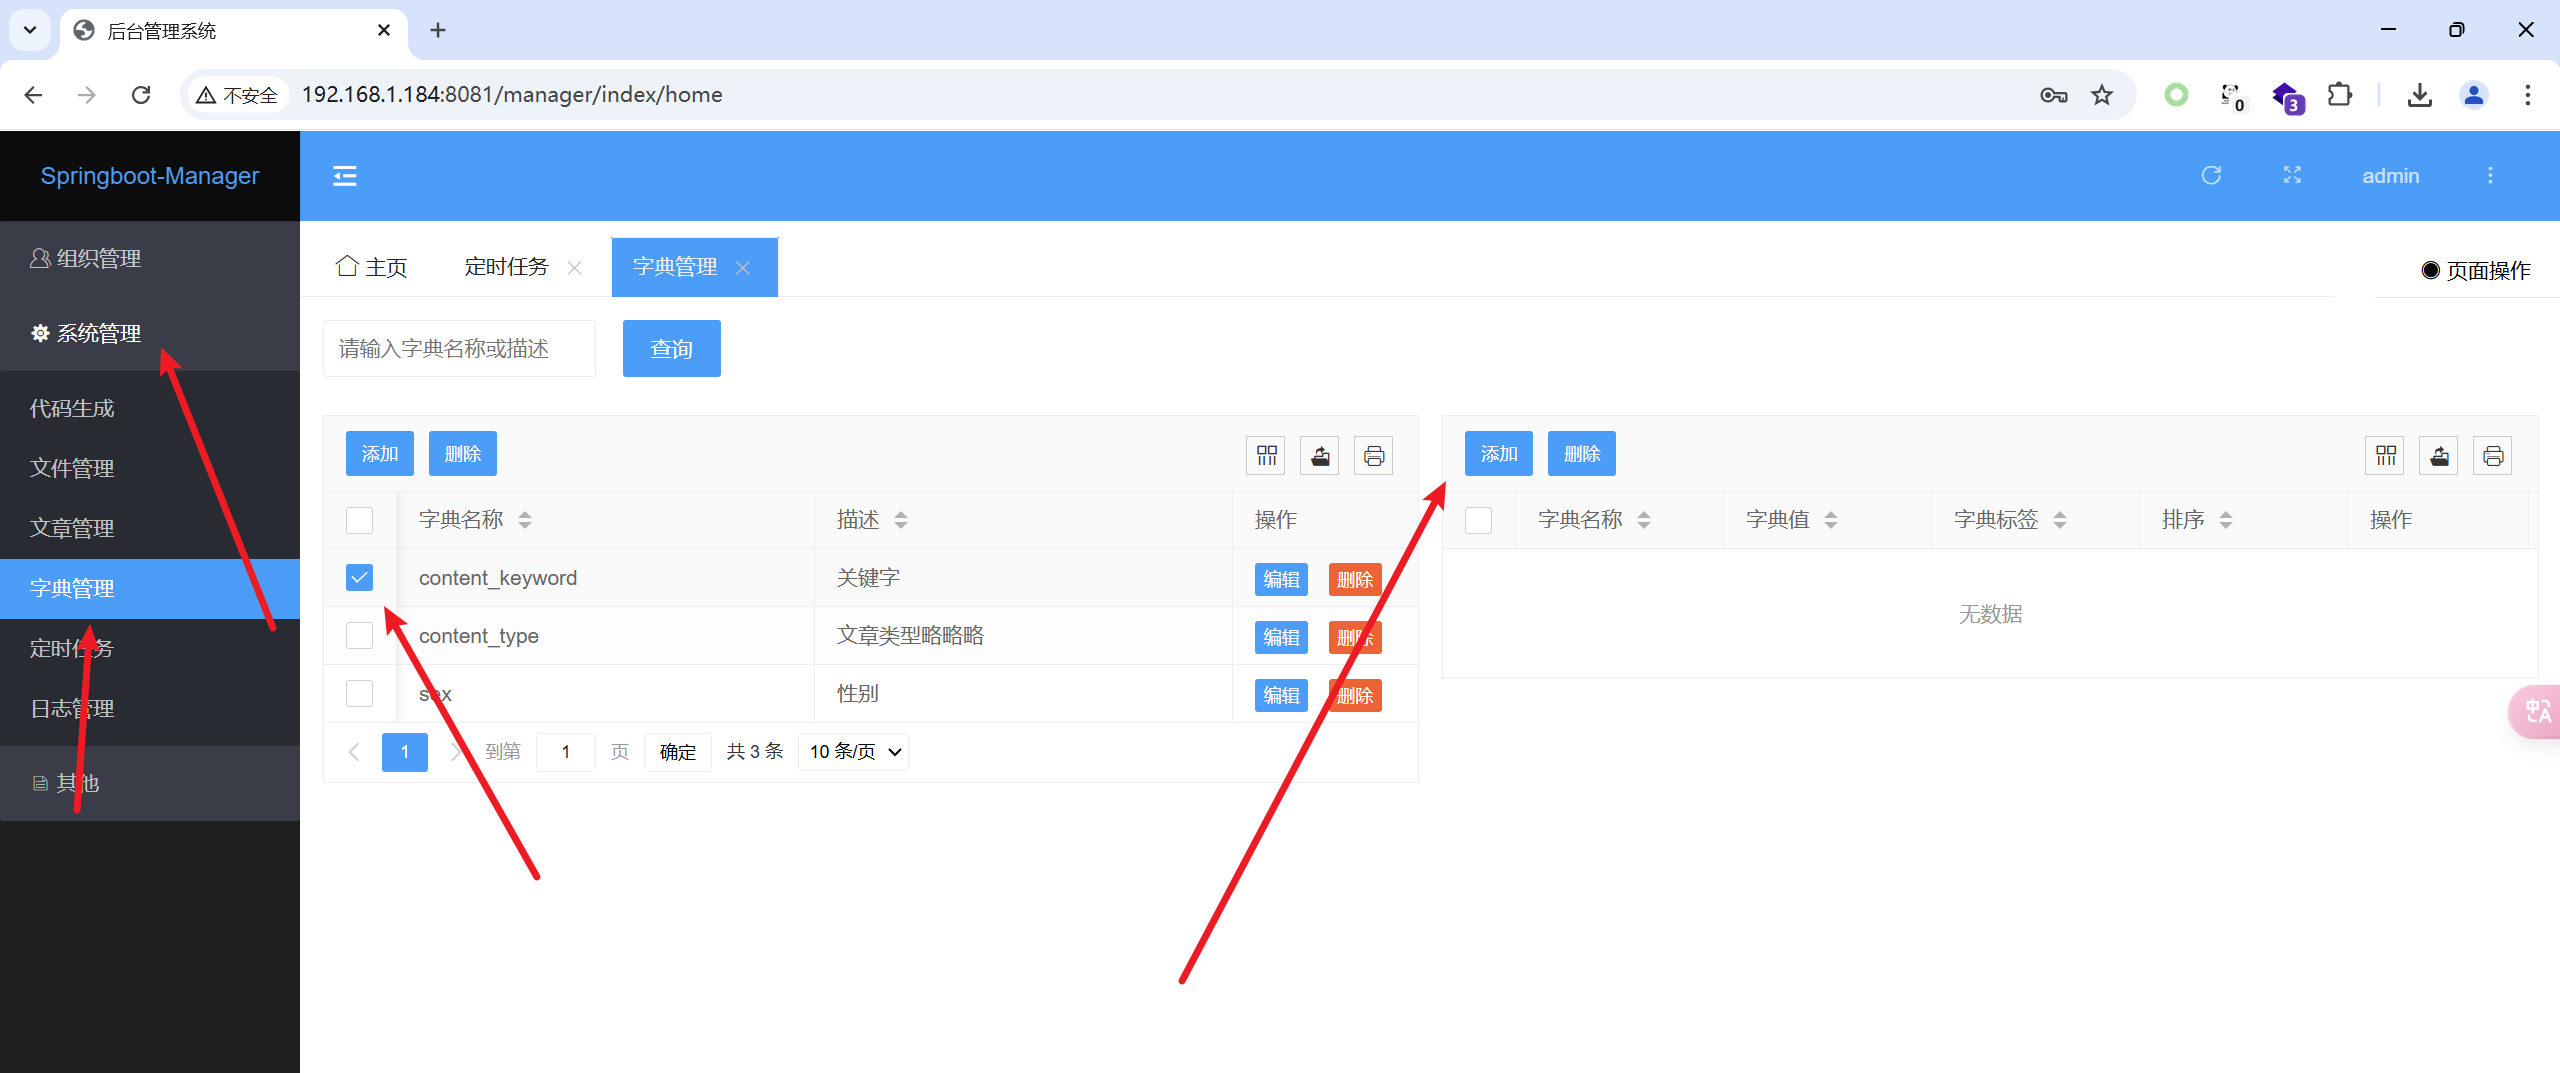 后台管理系统
不安全
192.168.1.184:8081/manager/index/home
0
3
Springboot-Manager
admin
组织管理
系统管理
代码生成
文件管理
文章管理
字典管理
定时任务
日志管理
其他
主页
定时任务
字典管理
页面操作
请输入字典名称或描述
查询
添加
删除
字典名称
描述
操作
content_keyword
关键字
编辑
删除
content_type
文章类型略略略
编辑
删除
sex
性别
编辑
删除
1
到第
1
页
确定
共 3 条
10 条/页
添加
删除
字典名称
字典值
字典标签
排序
操作
无数据
中A